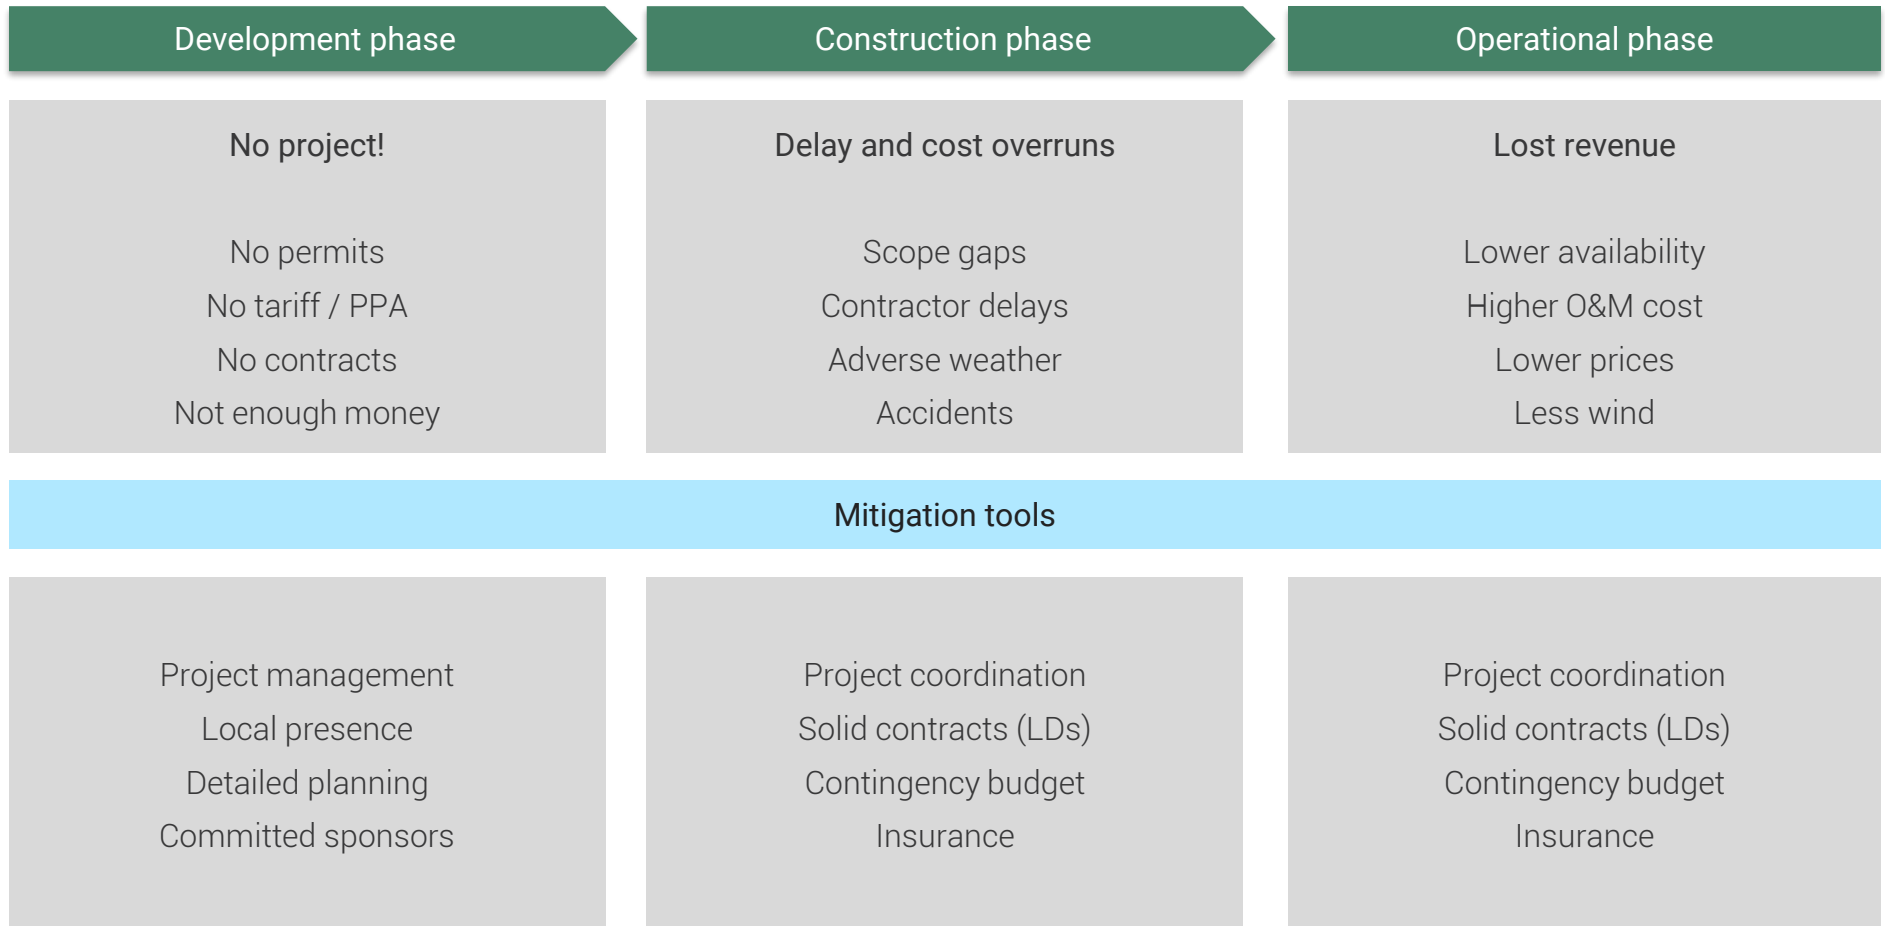 Development phase
Construction phase
Operational phase
No project!
No permits
No tariff / PPA
No contracts
Not enough money
Delay and cost overruns
Scope gaps
Contractor delays
Adverse weather
Accidents
Lost revenue
Lower availability
Higher O&M cost
Lower prices
Less wind
Mitigation tools
Project management
Local presence
Detailed planning
Committed sponsors
Project coordination
Solid contracts (LDs)
Contingency budget
Insurance
Project coordination
Solid contracts (LDs)
Contingency budget
Insurance